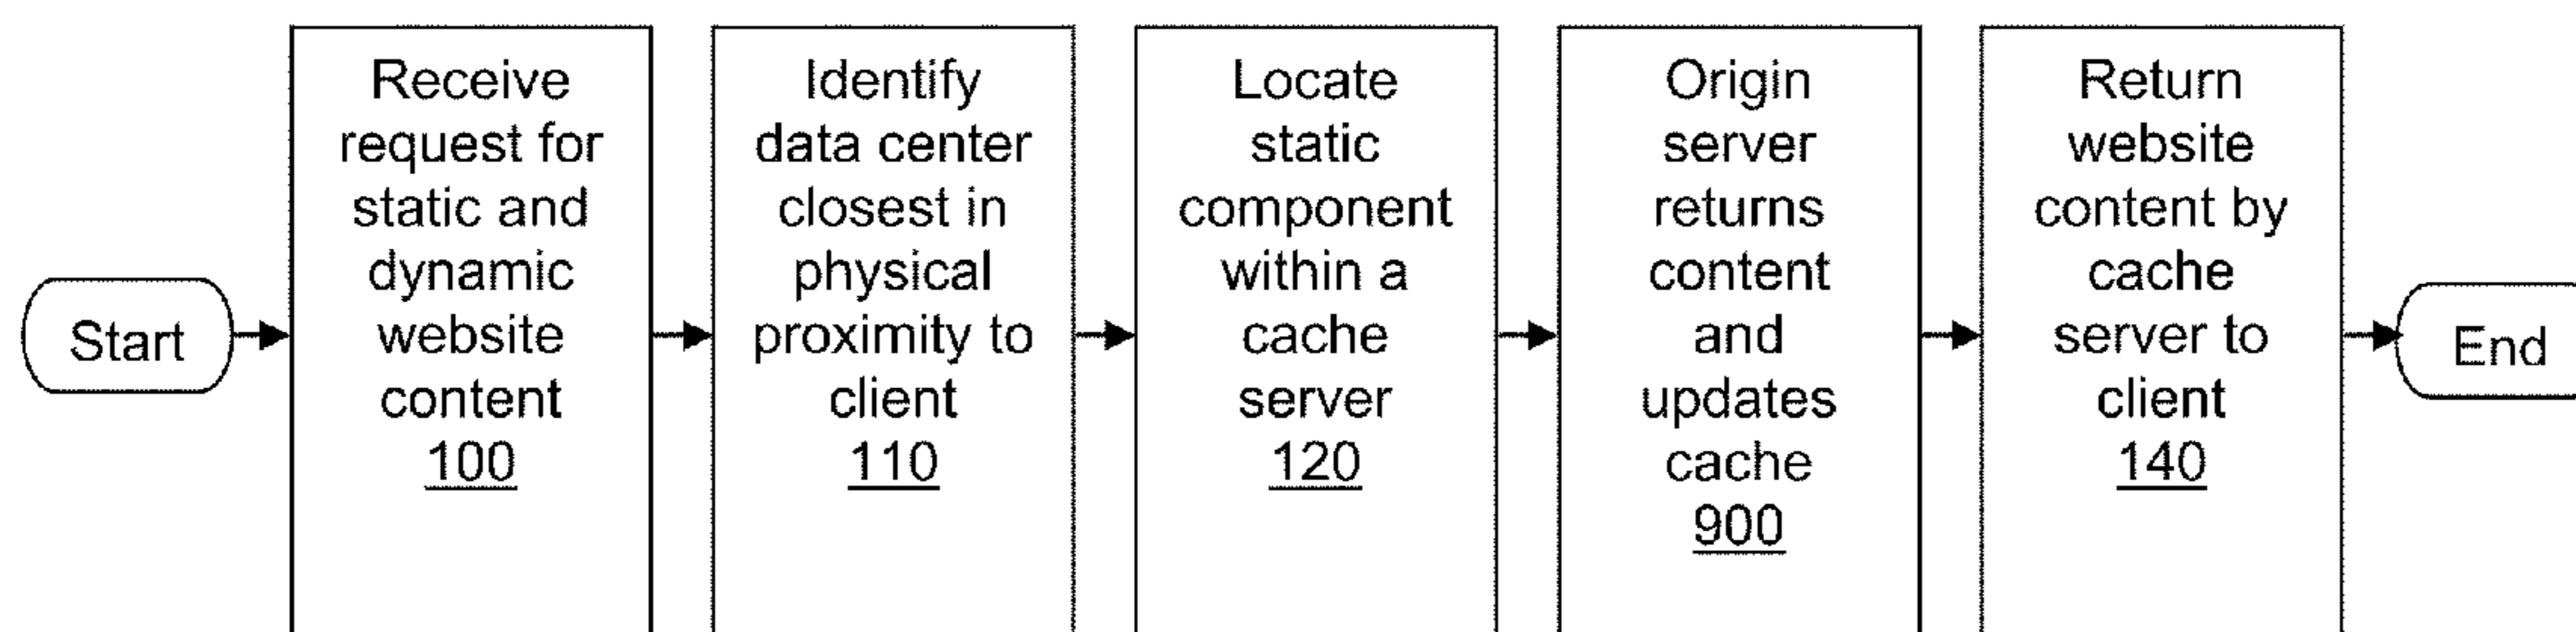 Start
Receive
request for
static and
dynamic
website
content
100
Identify
data center
closest in
physical
proximity to
client
110
Locate
static
component
within a
cache
server
120
Origin
server
returns
content
and
updates
cache
900
Return
website
content by
cache
server to
client
140
End